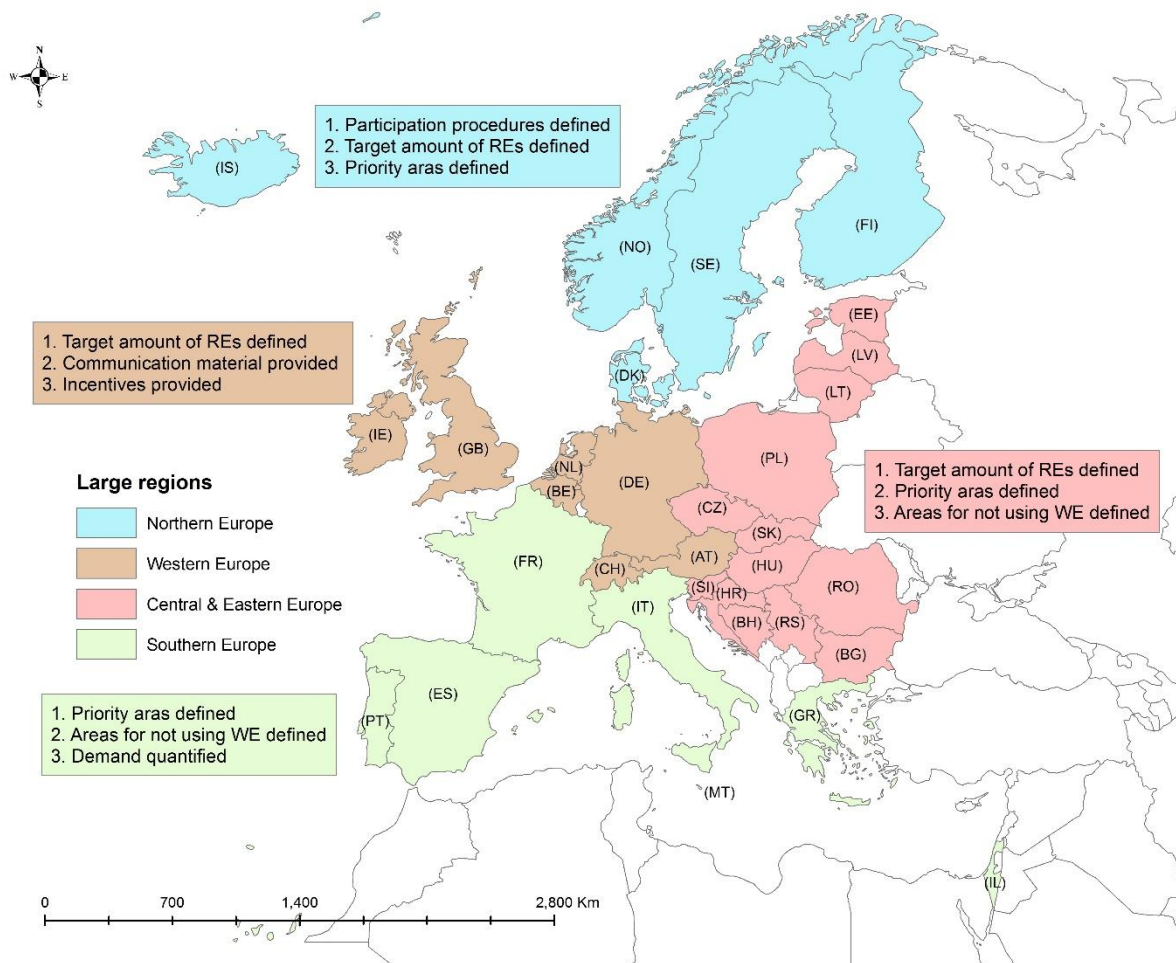 N
W E
S
1. Participation procedures defined
2. Target amount of REs defined
3. Priority aras defined
(IS)
(NO)
(SE)
(FI)
(EE)
(LV)
(LT)
(DK)
1. Target amount of REs defined
2. Communication material provided
3. Incentives provided
(IE)
(GB)
(NL)
(BE)
(DE)
(PL)
(CZ)
(SK)
(AT)
(CH)
(HU)
(FR)
(SI)
(HR)
(RO)
(IT)
(BH)
(RS)
(BG)
1. Target amount of REs defined
2. Priority aras defined
3. Areas for not using WE defined
Large regions
Northern Europe
Western Europe
Central & Eastern Europe
Southern Europe
(ES)
(PT)
(GR)
(MT)
(IL)
1. Priority aras defined
2. Areas for not using WE defined
3. Demand quantified
0 700 1,400 2,800 Km